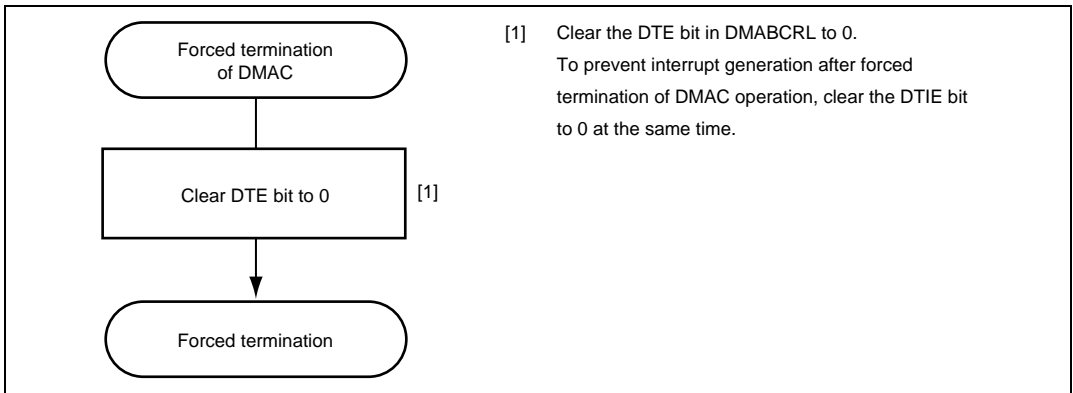 Forced termination
of DMAC
Clear DTE bit to 0
[1]
Forced termination
[1] Clear the DTE bit in DMABCRL to 0.
To prevent interrupt generation after forced
termination of DMAC operation, clear the DTIE bit
to 0 at the same time.